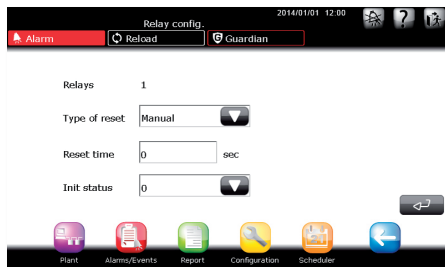 2014/01/01 12:00
Relay config.
Alarm Reload Guardian
Relays 1
Type of reset Manual
Reset time 0 sec
Init status 0
Plant Alarms/Events Report Configuration Scheduler